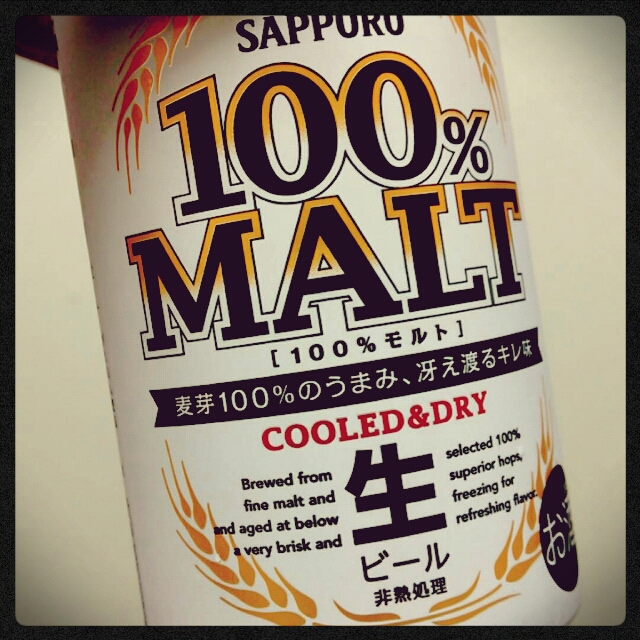 SAPPORO
100%
MALT
[100%モルト]
麦芽100%のうまみ、冴え渡るキレ味
COOLED&DRY
Brewed from
fine malt and
and aged at below
a very brisk and
生
selected 100%
superior hops,
freezing for
refreshing flavor.
ビール
非熱処理
お酒